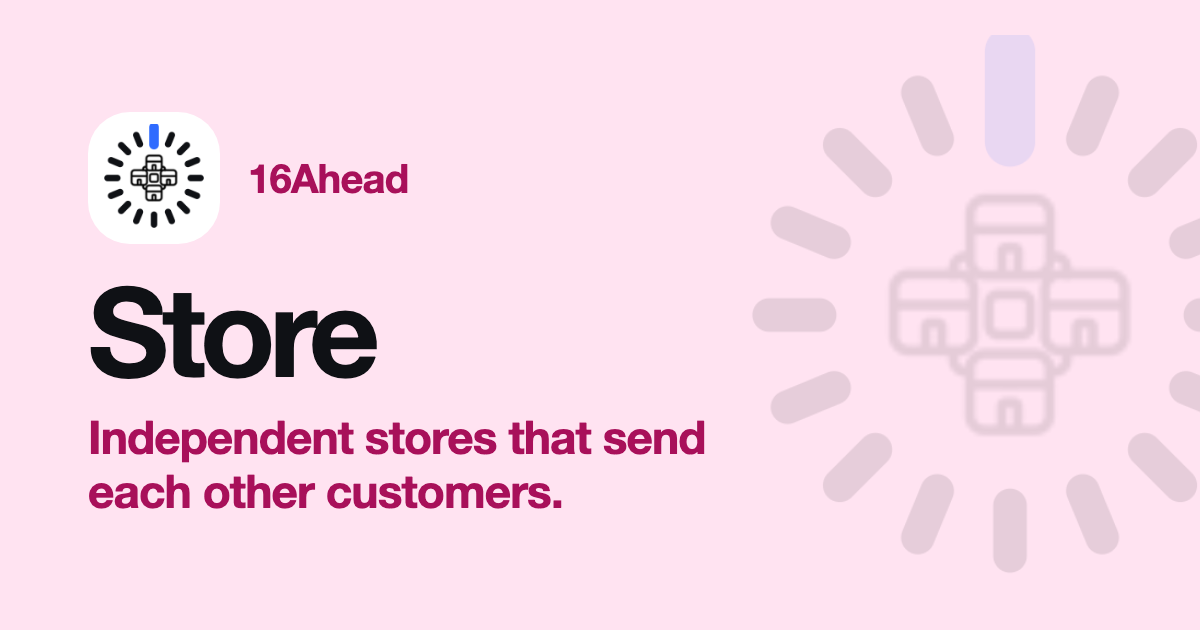 16Ahead
Store
Independent stores that send
each other customers.